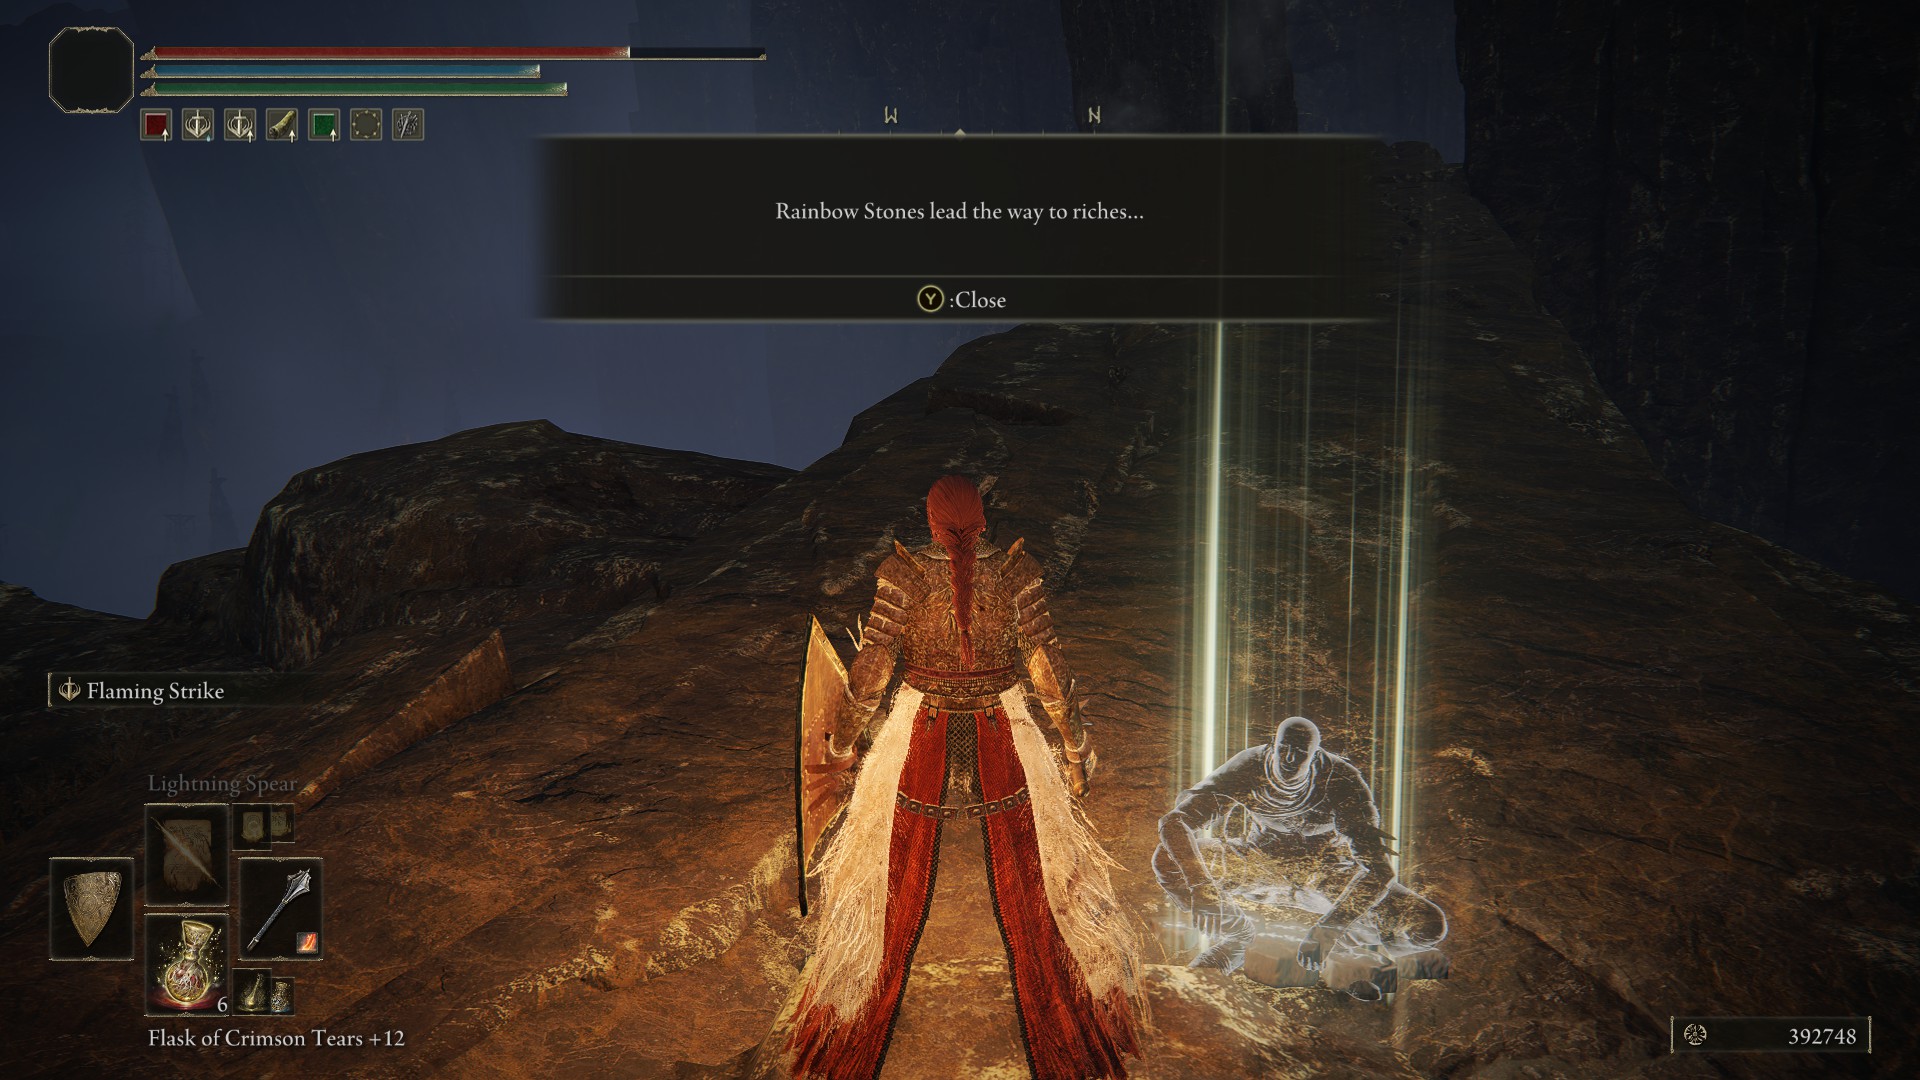 W N
Rainbow Stones lead the way to riches...
Y :Close
Flaming Strike
Lightning Spear
6
Flask of Crimson Tears +12
392748